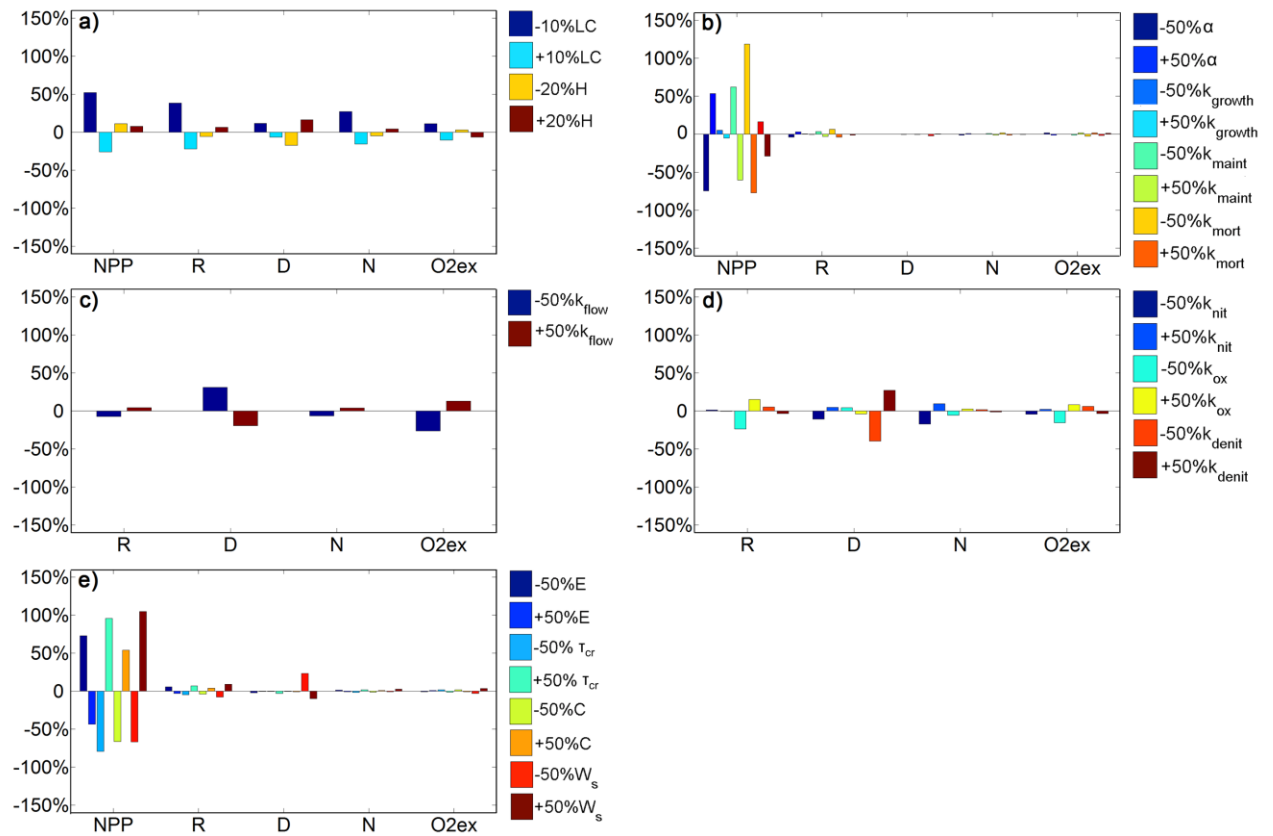 a)
150%
100%
50%
0
-50%
-100%
-150%
NPP R D N O2ex
-10%LC
+10%LC
-20%H
+20%H
b)
150%
100%
50%
0
-50%
-100%
-150%
NPP R D N O2ex
-50%α
+50%α
-50%kgrowth
+50%kgrowth
-50%kmaint
+50%kmaint
-50%kmort
+50%kmort
c)
150%
100%
50%
0
-50%
-100%
-150%
R D N O2ex
-50%kflow
+50%kflow
d)
150%
100%
50%
0
-50%
-100%
-150%
R D N O2ex
-50%knit
+50%knit
-50%kox
+50%kox
-50%kdenit
+50%kdenit
e)
150%
100%
50%
0
-50%
-100%
-150%
NPP R D N O2ex
-50%E
+50%E
-50% τcr
+50% τcr
-50%C
+50%C
-50%Ws
+50%Ws